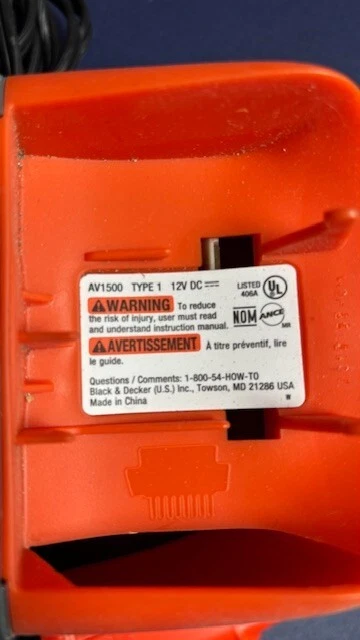 AV1500 TYPE 1 12V DC
LISTED
406A
UL
WARNING To reduce
the risk of injury, user must read
and understand instruction manual.
NOM ANCE
MR
AVERTISSEMENT À titre préventif, lire
le guide.
Questions / Comments: 1-800-54-HOW-TO
Black & Decker (U.S.) Inc., Towson, MD 21286 USA
Made in China
W